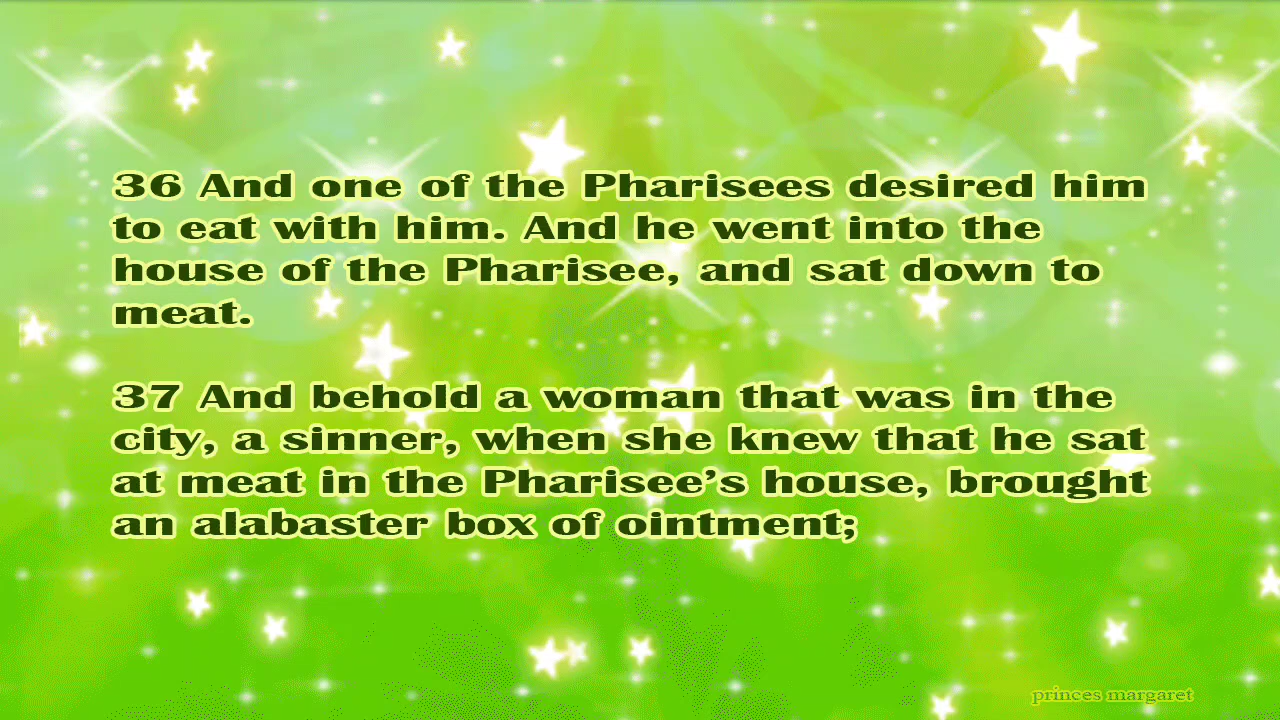 36 And one of the Pharisees desired him
to eat with him. And he went into the
house of the Pharisee, and sat down to
meat.
37 And behold a woman that was in the
city, a sinner, when she knew that he sat
at meat in the Pharisee’s house, brought
an alabaster box of ointment;
princes margaret